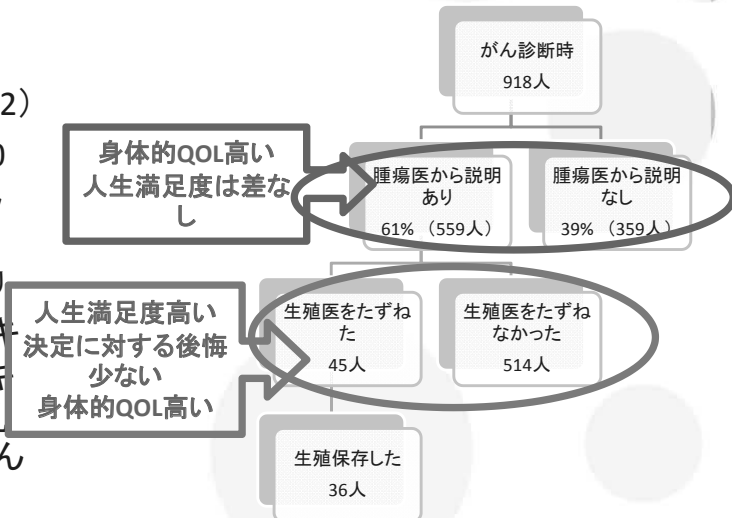 がん診断時
918人
2）
身体的QOL高い
人生満足度は差な
し
腫瘍医から説明
あり
61% （559人）
腫瘍医から説明
なし
39% （359人）
人生満足度高い
決定に対する後悔
少ない
身体的QOL高い
生殖医をたずね
た
45人
生殖医をたずね
なかった
514人
ん
生殖保存した
36人